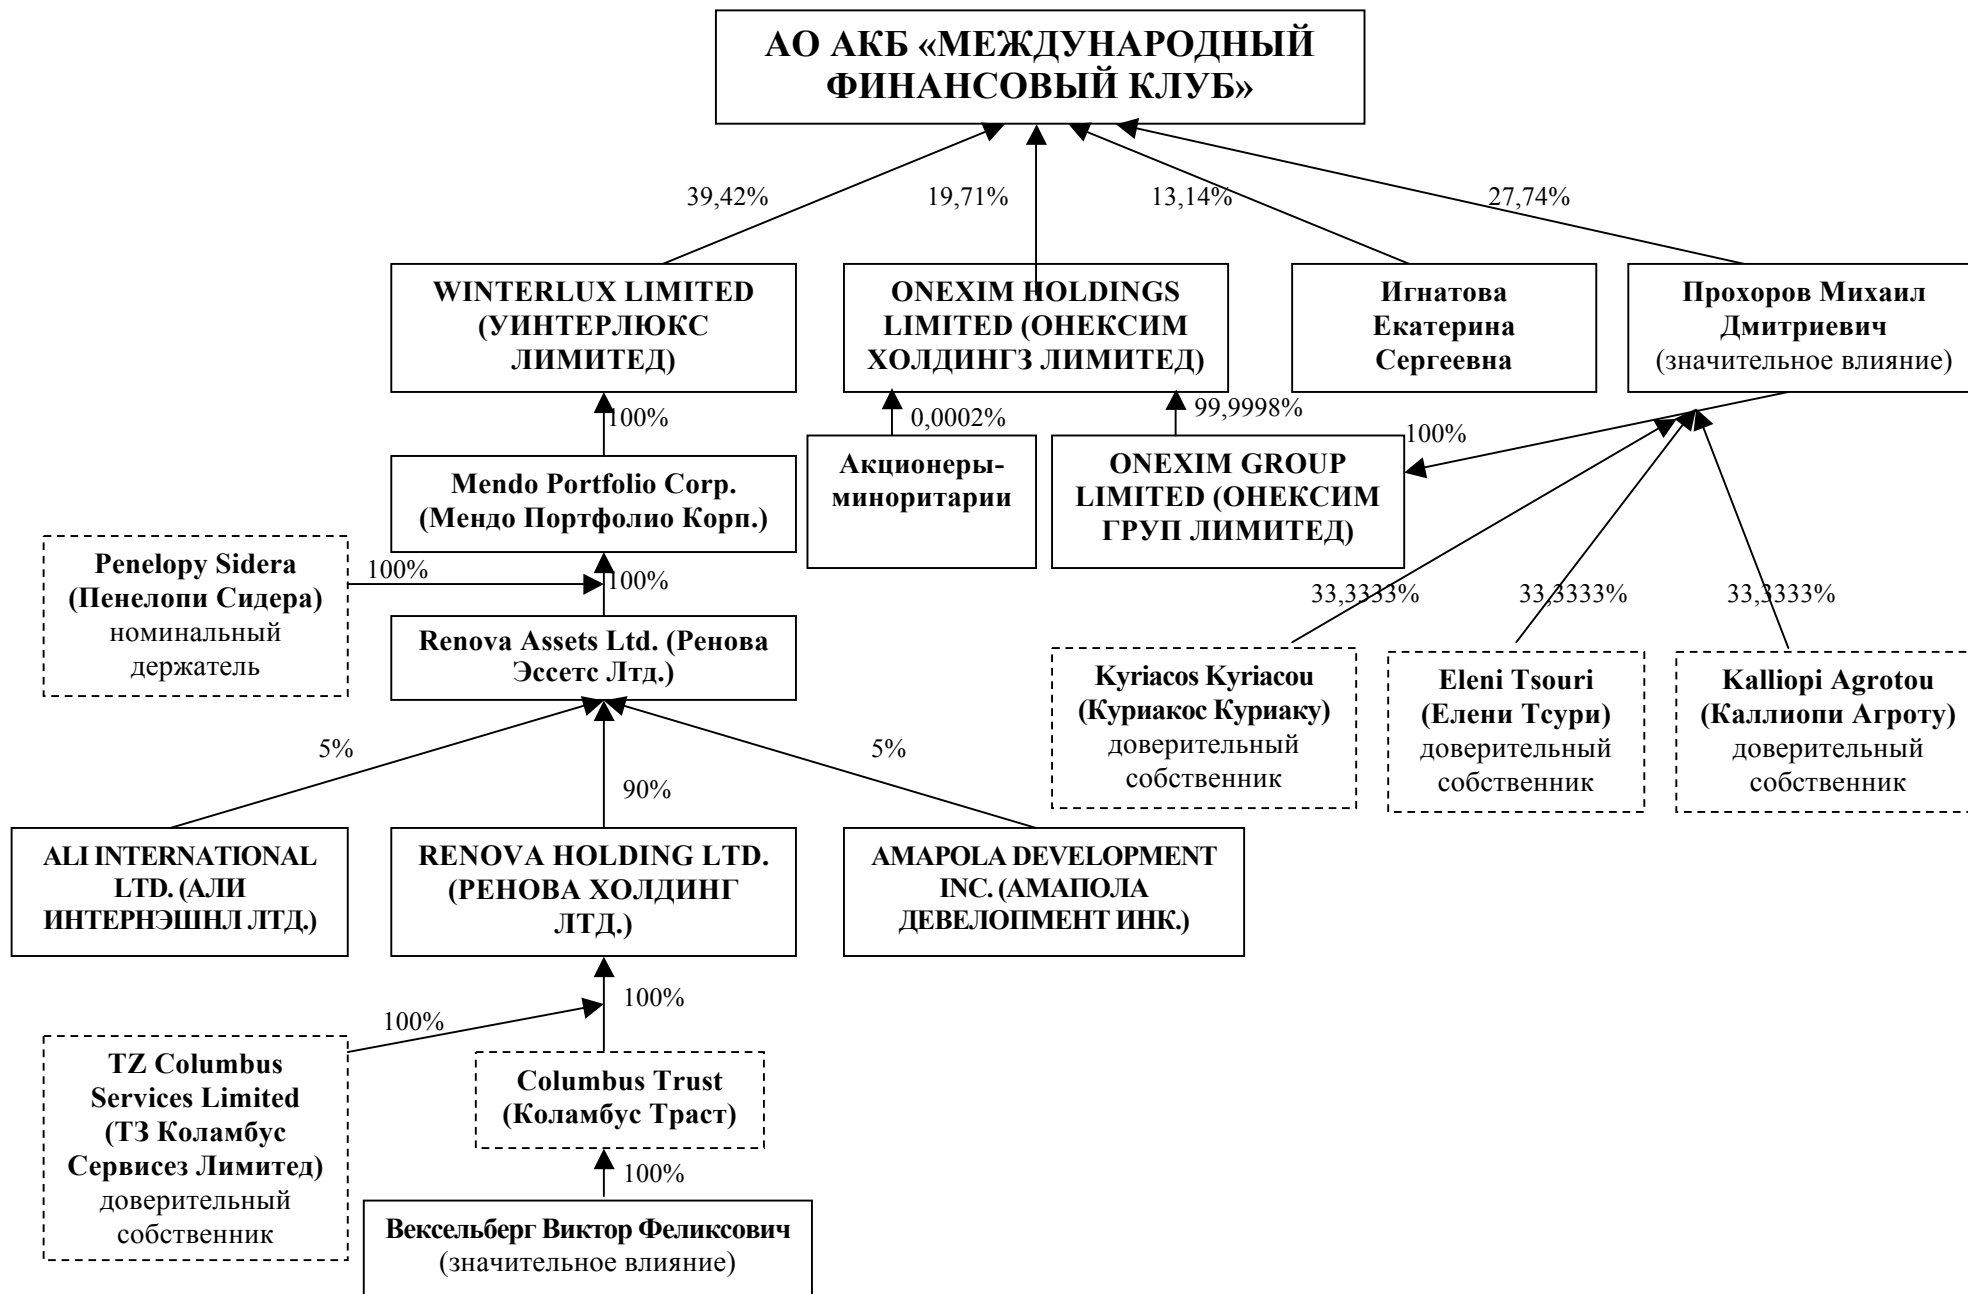 АО АКБ «МЕЖДУНАРОДНЫЙ
ФИНАНСОВЫЙ КЛУБ»
39,42%
19,71%
13,14%
27,74%
WINTERLUX LIMITED
(УИНТЕРЛЮКС
ЛИМИТЕД)
ONEXIM HOLDINGS
LIMITED (ОНЕКСИМ
ХОЛДИНГЗ ЛИМИТЕД)
Игнатова
Екатерина
Сергеевна
Прохоров Михаил
Дмитриевич
(значительное влияние)
100%
0,0002%
99,9998%
100%
Mendo Portfolio Corp.
(Мендо Портфолио Корп.)
Акционеры-
миноритарии
ONEXIM GROUP
LIMITED (ОНЕКСИМ
ГРУП ЛИМИТЕД)
Penelopy Sidera
(Пенелопи Сидера)
номинальный
держатель
100%
100%
33,3333%
33,3333%
33,3333%
Renova Assets Ltd. (Ренова
Эссетс Лтд.)
Kyriacos Kyriacou
(Куриакос Куриаку)
доверительный
собственник
Eleni Tsouri
(Елени Тсури)
доверительный
собственник
Kalliopi Agrotou
(Каллиопи Агроту)
доверительный
собственник
5%
90%
5%
ALI INTERNATIONAL
LTD. (АЛИ
ИНТЕРНЭШНЛ ЛТД.)
RENOVA HOLDING LTD.
(РЕНОВА ХОЛДИНГ
ЛТД.)
AMAPOLA DEVELOPMENT
INC. (АМАПОЛА
ДЕВЕЛОПМЕНТ ИНК.)
100%
100%
TZ Columbus
Services Limited
(ТЗ Коламбус
Сервисез Лимитед)
доверительный
собственник
Columbus Trust
(Коламбус Траст)
100%
Вексельберг Виктор Феликсович
(значительное влияние)